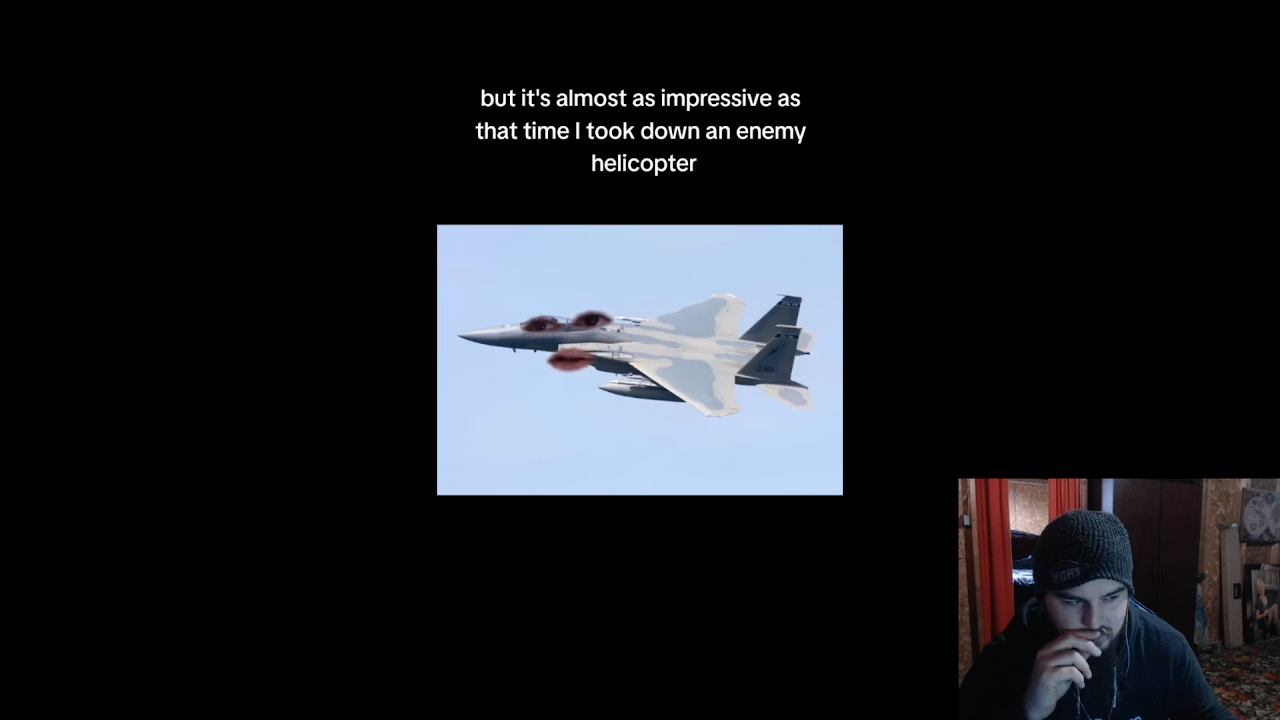 but it's almost as impressive as
that time I took down an enemy
helicopter